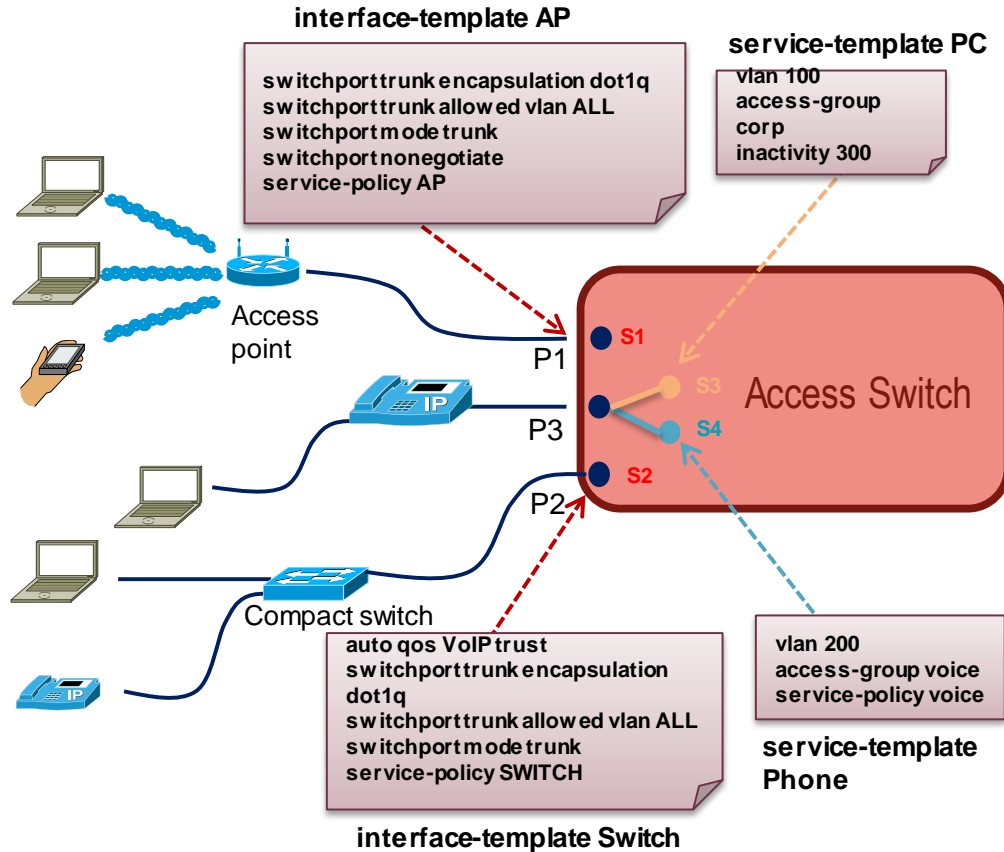 interface-template AP
switchport trunk encapsulation dot1q
switchport trunk allowed vlan ALL
switchport mode trunk
switchport nonegotiate
service-policy AP
service-template PC
vlan 100
access-group
corp
inactivity 300
Access
point
P1
S1
IP
P3
S3
S4
Access Switch
P2
S2
Compact switch
IP
auto qos VoIP trust
switchport trunk encapsulation
dot1q
switchport trunk allowed vlan ALL
switchport mode trunk
service-policy SWITCH
interface-template Switch
vlan 200
access-group voice
service-policy voice
service-template
Phone